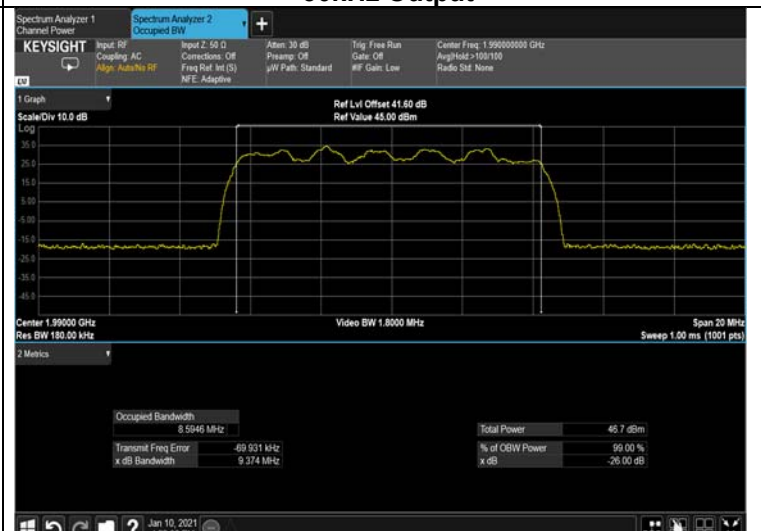 Spectrum Analyzer 1
Channel Power
Spectrum Analyzer 2
Occupied BW
KEYSIGHT
Input: RF
Coupling: AC
Align: Auto/No RF
Input Z: 50 Ω
Corrections: Off
Freq Ref: Int (S)
NFE: Adaptive
Atten: 30 dB
Preamp: Off
µW Path: Standard
Trig: Free Run
Gate: Off
#IF Gain: Low
Center Freq: 1.990000000 GHz
Avg|Hold:>100/100
Radio Std: None
1 Graph
Scale/Div 10.0 dB
Ref Lvl Offset 41.60 dB
Ref Value 45.00 dBm
Log
35.0
25.0
15.0
5.00
-5.00
-15.0
-25.0
-35.0
-45.0
Center 1.99000 GHz
Res BW 180.00 kHz
Video BW 1.8000 MHz
Span 20 MHz
Sweep 1.00 ms (1001 pts)
2 Metrics
Occupied Bandwidth
8.5946 MHz
Transmit Freq Error -69.931 kHz
x dB Bandwidth 9.374 MHz
Total Power 46.7 dBm
% of OBW Power 99.00 %
x dB -26.00 dB
Jan 10, 2021